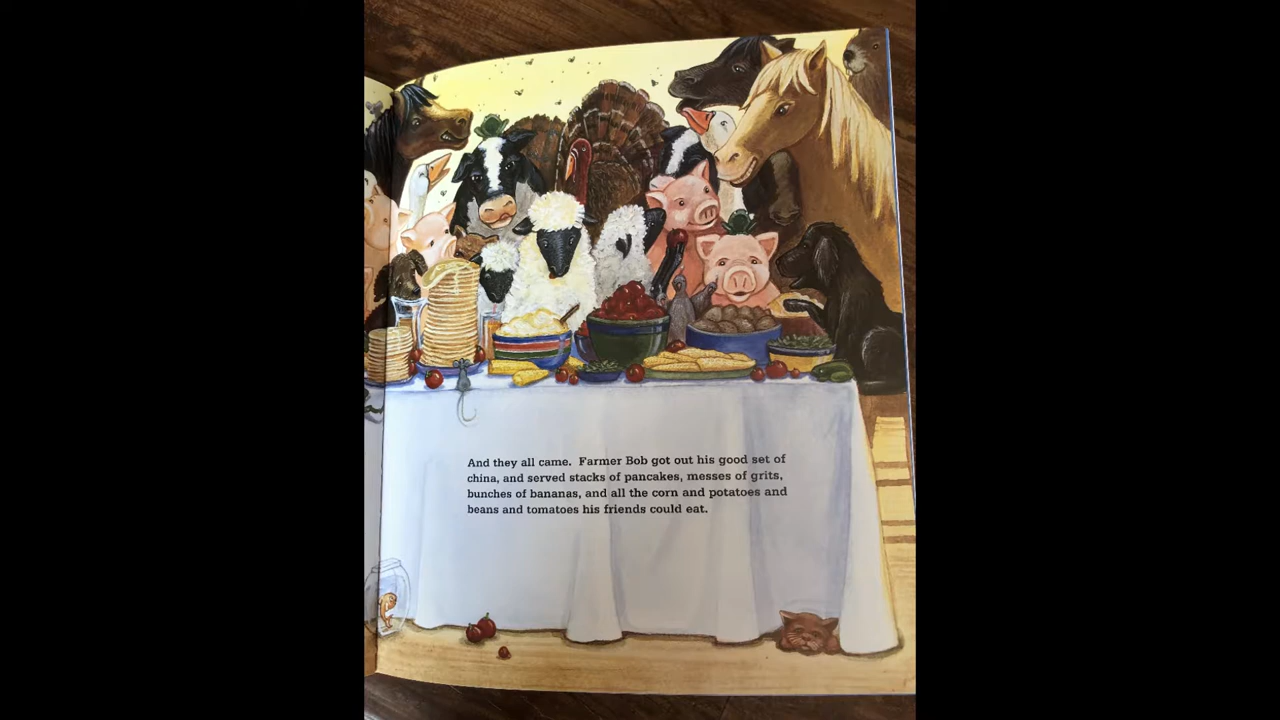 And they all came. Farmer Bob got out his good set of
china, and served stacks of pancakes, messes of grits,
bunches of bananas, and all the corn and potatoes and
beans and tomatoes his friends could eat.